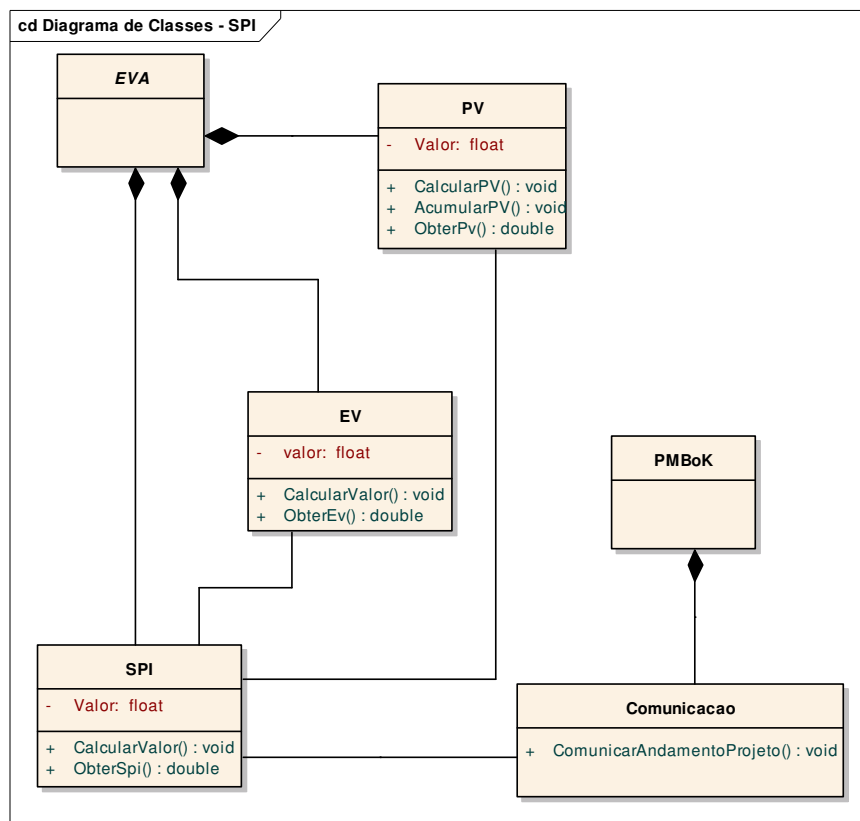 cd Diagrama de Classes - SPI
EVA
PV
- Valor: float
+ CalcularPV() : void
+ AcumularPV() : void
+ ObterPv() : double
EV
- valor: float
+ CalcularValor() : void
+ ObterEv() : double
PMBoK
SPI
- Valor: float
+ CalcularValor() : void
+ ObterSpi() : double
Comunicacao
+ ComunicarAndamentoProjeto() : void